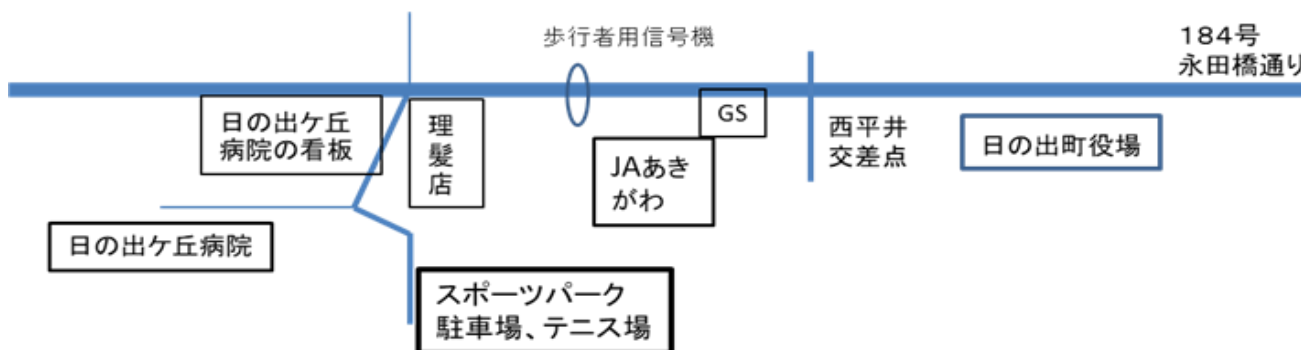 歩行者用信号機
184号
永田橋通り
日の出ケ丘
病院の看板
理
髪
店
GS
JAあき
がわ
西平井
交差点
日の出町役場
日の出ケ丘病院
スポーツパーク
駐車場、テニス場